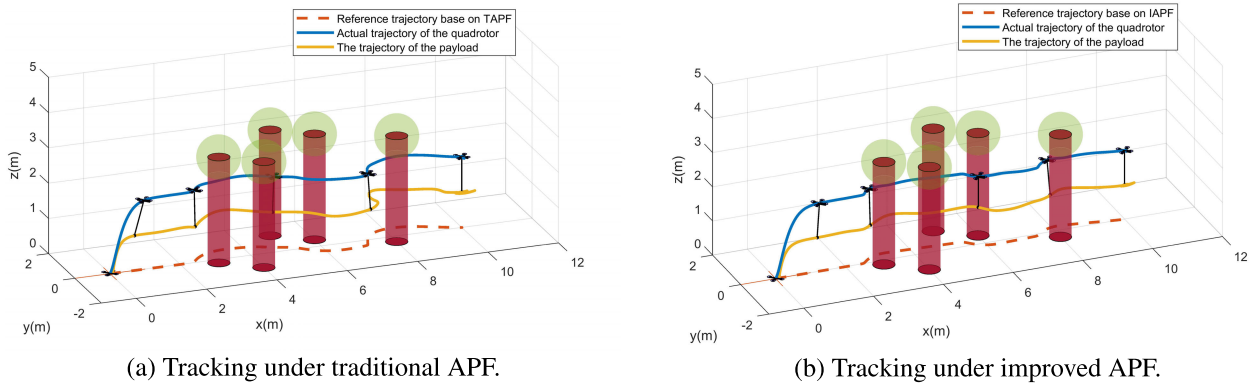 Reference trajectory base on TAPF
Actual trajectory of the quadrotor
The trajectory of the payload
5
4
3
2
1
0
z(m)
2
0
-2
y(m)
0
2
4
6
8
10
12
x(m)
(a) Tracking under traditional APF.
Reference trajectory base on IAPF
Actual trajectory of the quadrotor
The trajectory of the payload
5
4
3
2
1
0
z(m)
2
0
-2
y(m)
0
2
4
6
8
10
12
x(m)
(b) Tracking under improved APF.